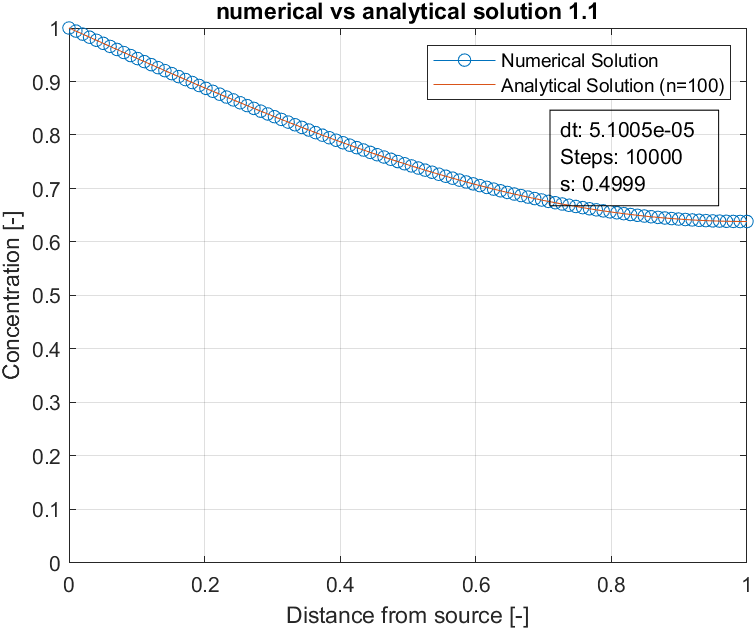 numerical vs analytical solution 1.1
Numerical Solution
Analytical Solution (n=100)
dt: 5.1005e-05
Steps: 10000
s: 0.4999
Concentration [-]
1
0.9
0.8
0.7
0.6
0.5
0.4
0.3
0.2
0.1
0
0
0.2
0.4
0.6
0.8
1
Distance from source [-]